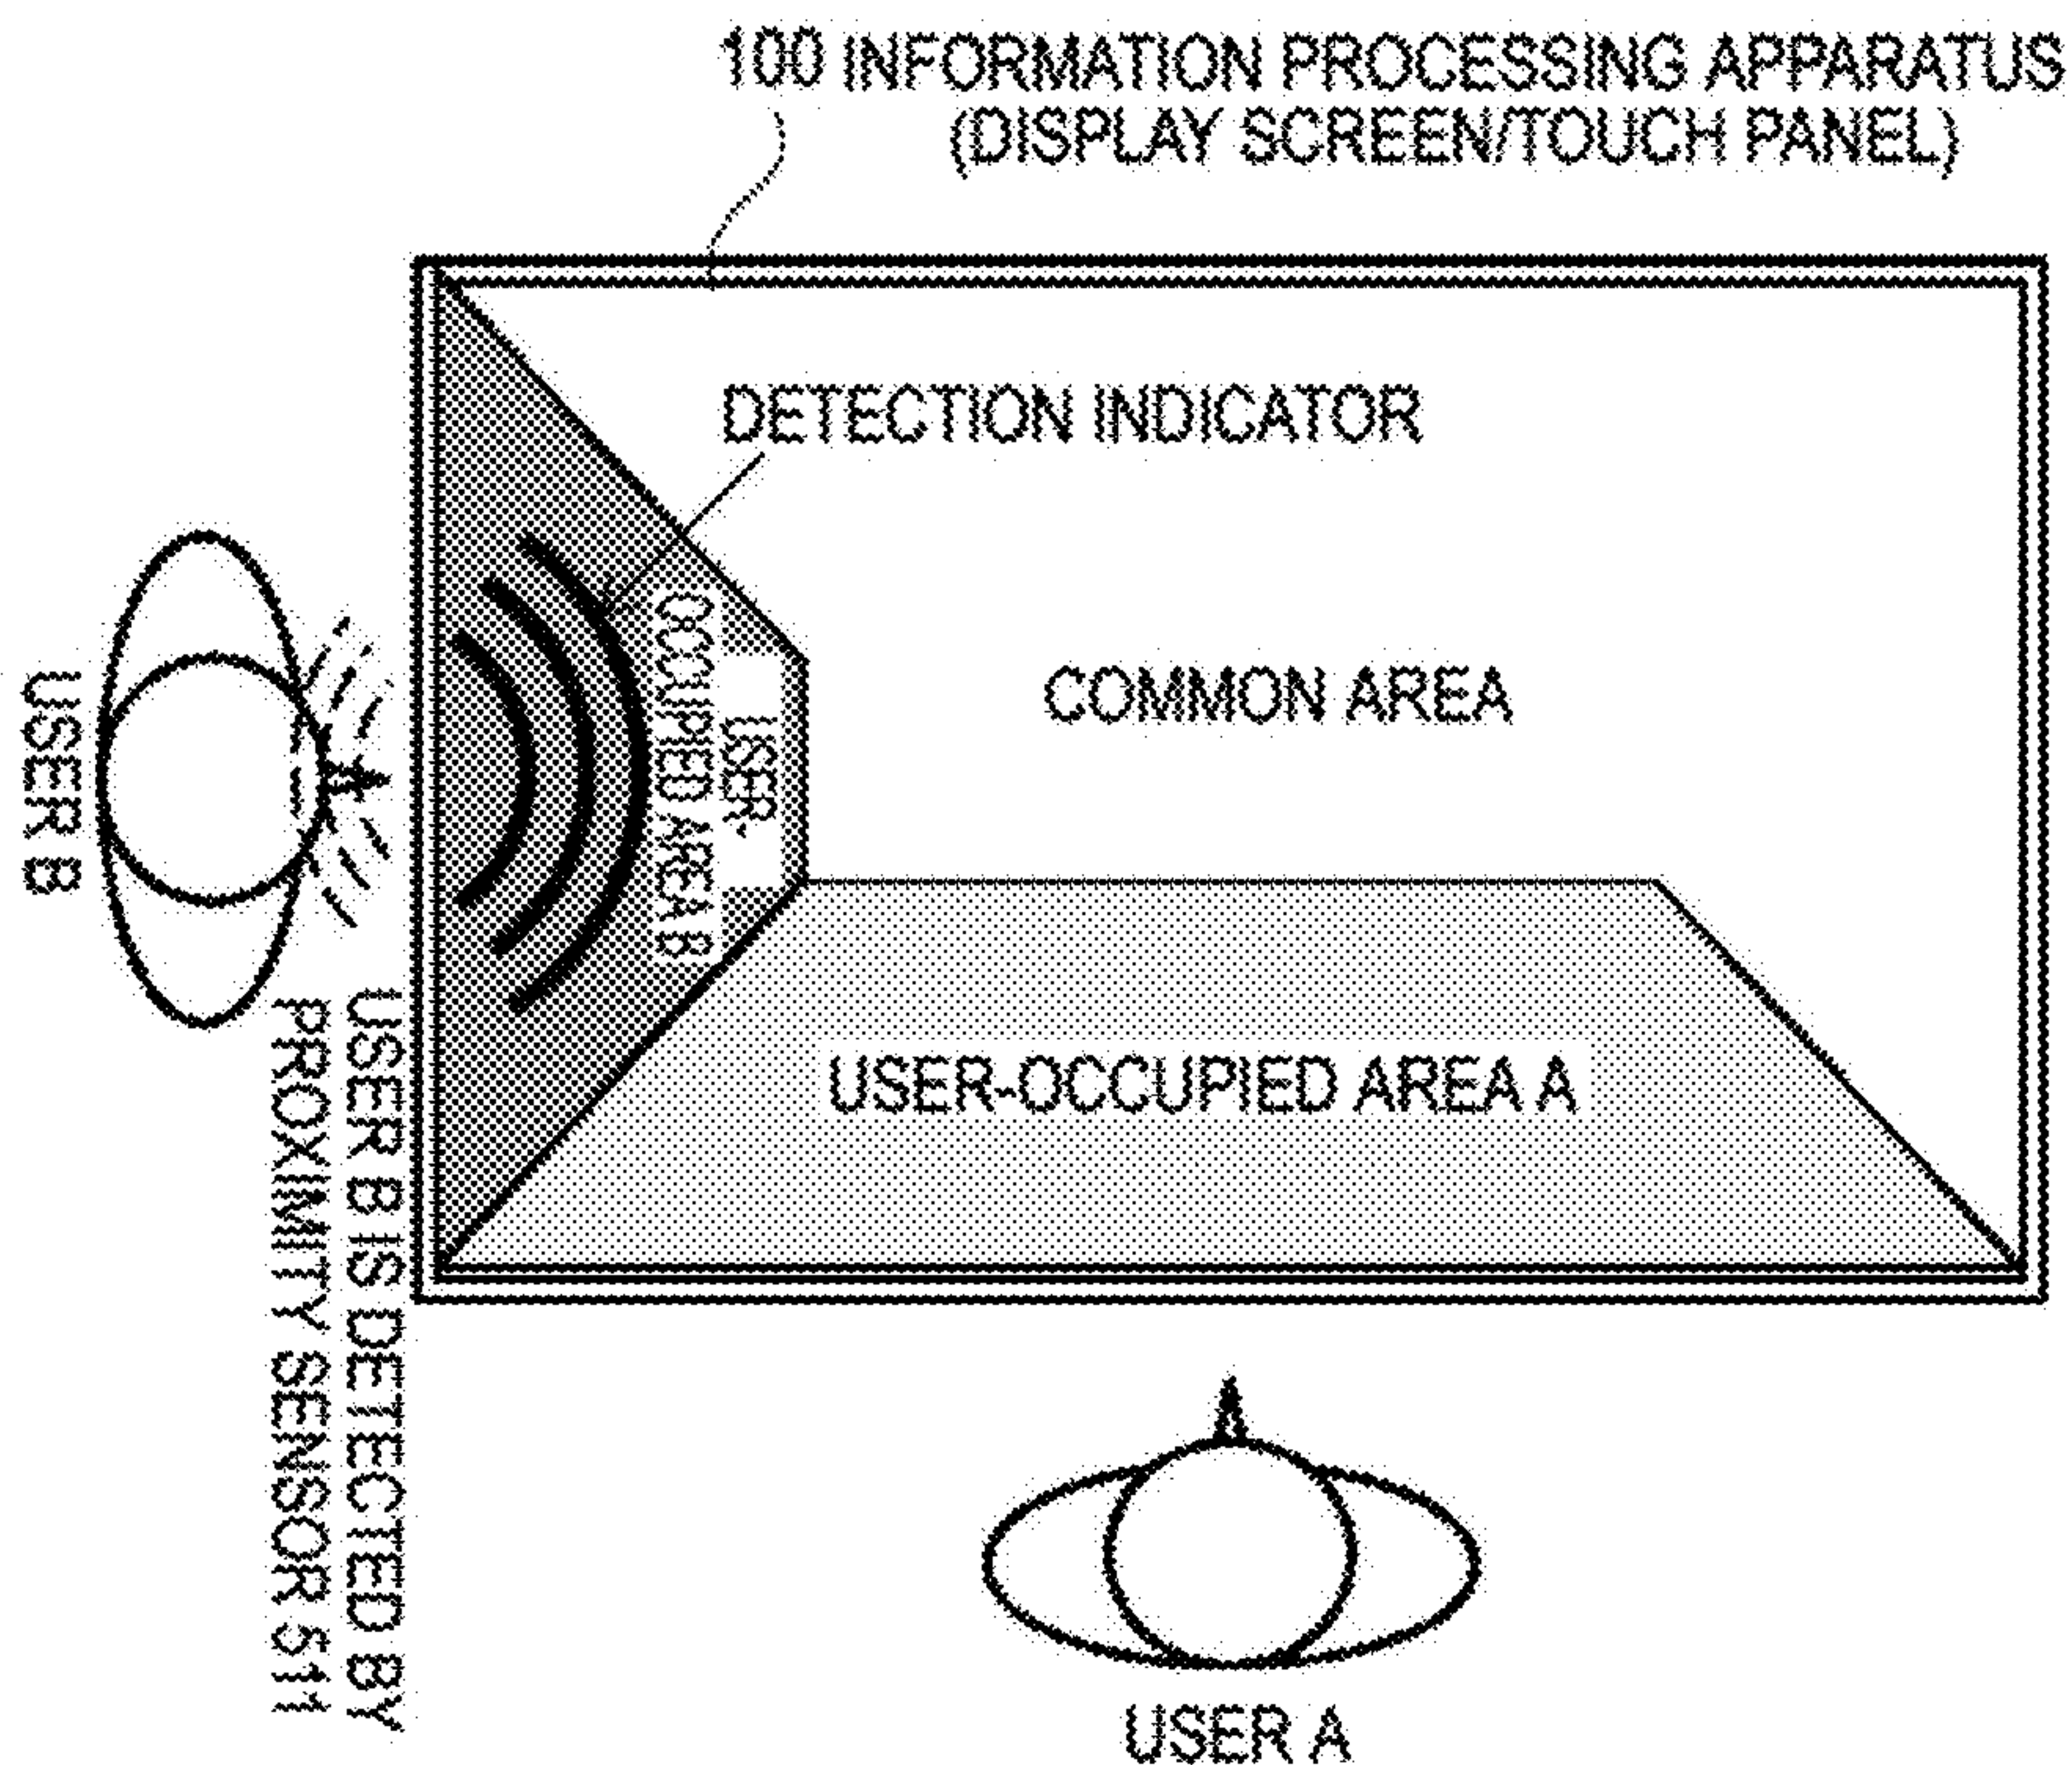 100 INFORMATION PROCESSING APPARATUS
(DISPLAY SCREEN/TOUCH PANEL)
DETECTION INDICATOR
COMMON AREA
USER-
OCCUPIED AREA B
USER B
USER-OCCUPIED AREA A
USER B IS DETECTED BY
PROXIMITY SENSOR 511
USER A